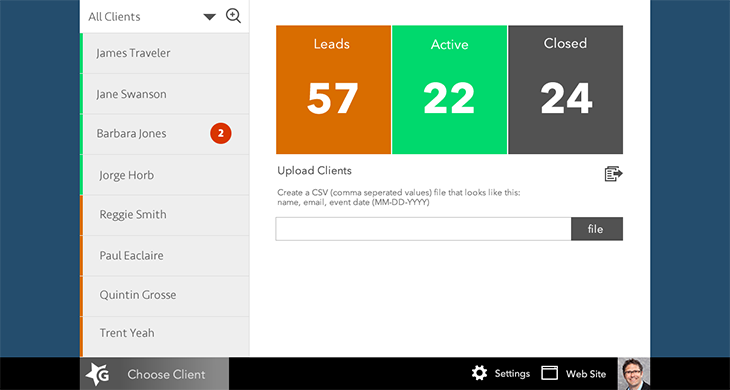 All Clients
James Traveler
Jane Swanson
Barbara Jones
2
Jorge Horb
Reggie Smith
Paul Eaclaire
Quintin Grosse
Trent Yeah
Leads
57
Active
22
Closed
24
Upload Clients
Create a CSV (comma seperated values) file that looks like this:
name, email, event date (MM-DD-YYYY)
file
G
Choose Client
Settings
Web Site